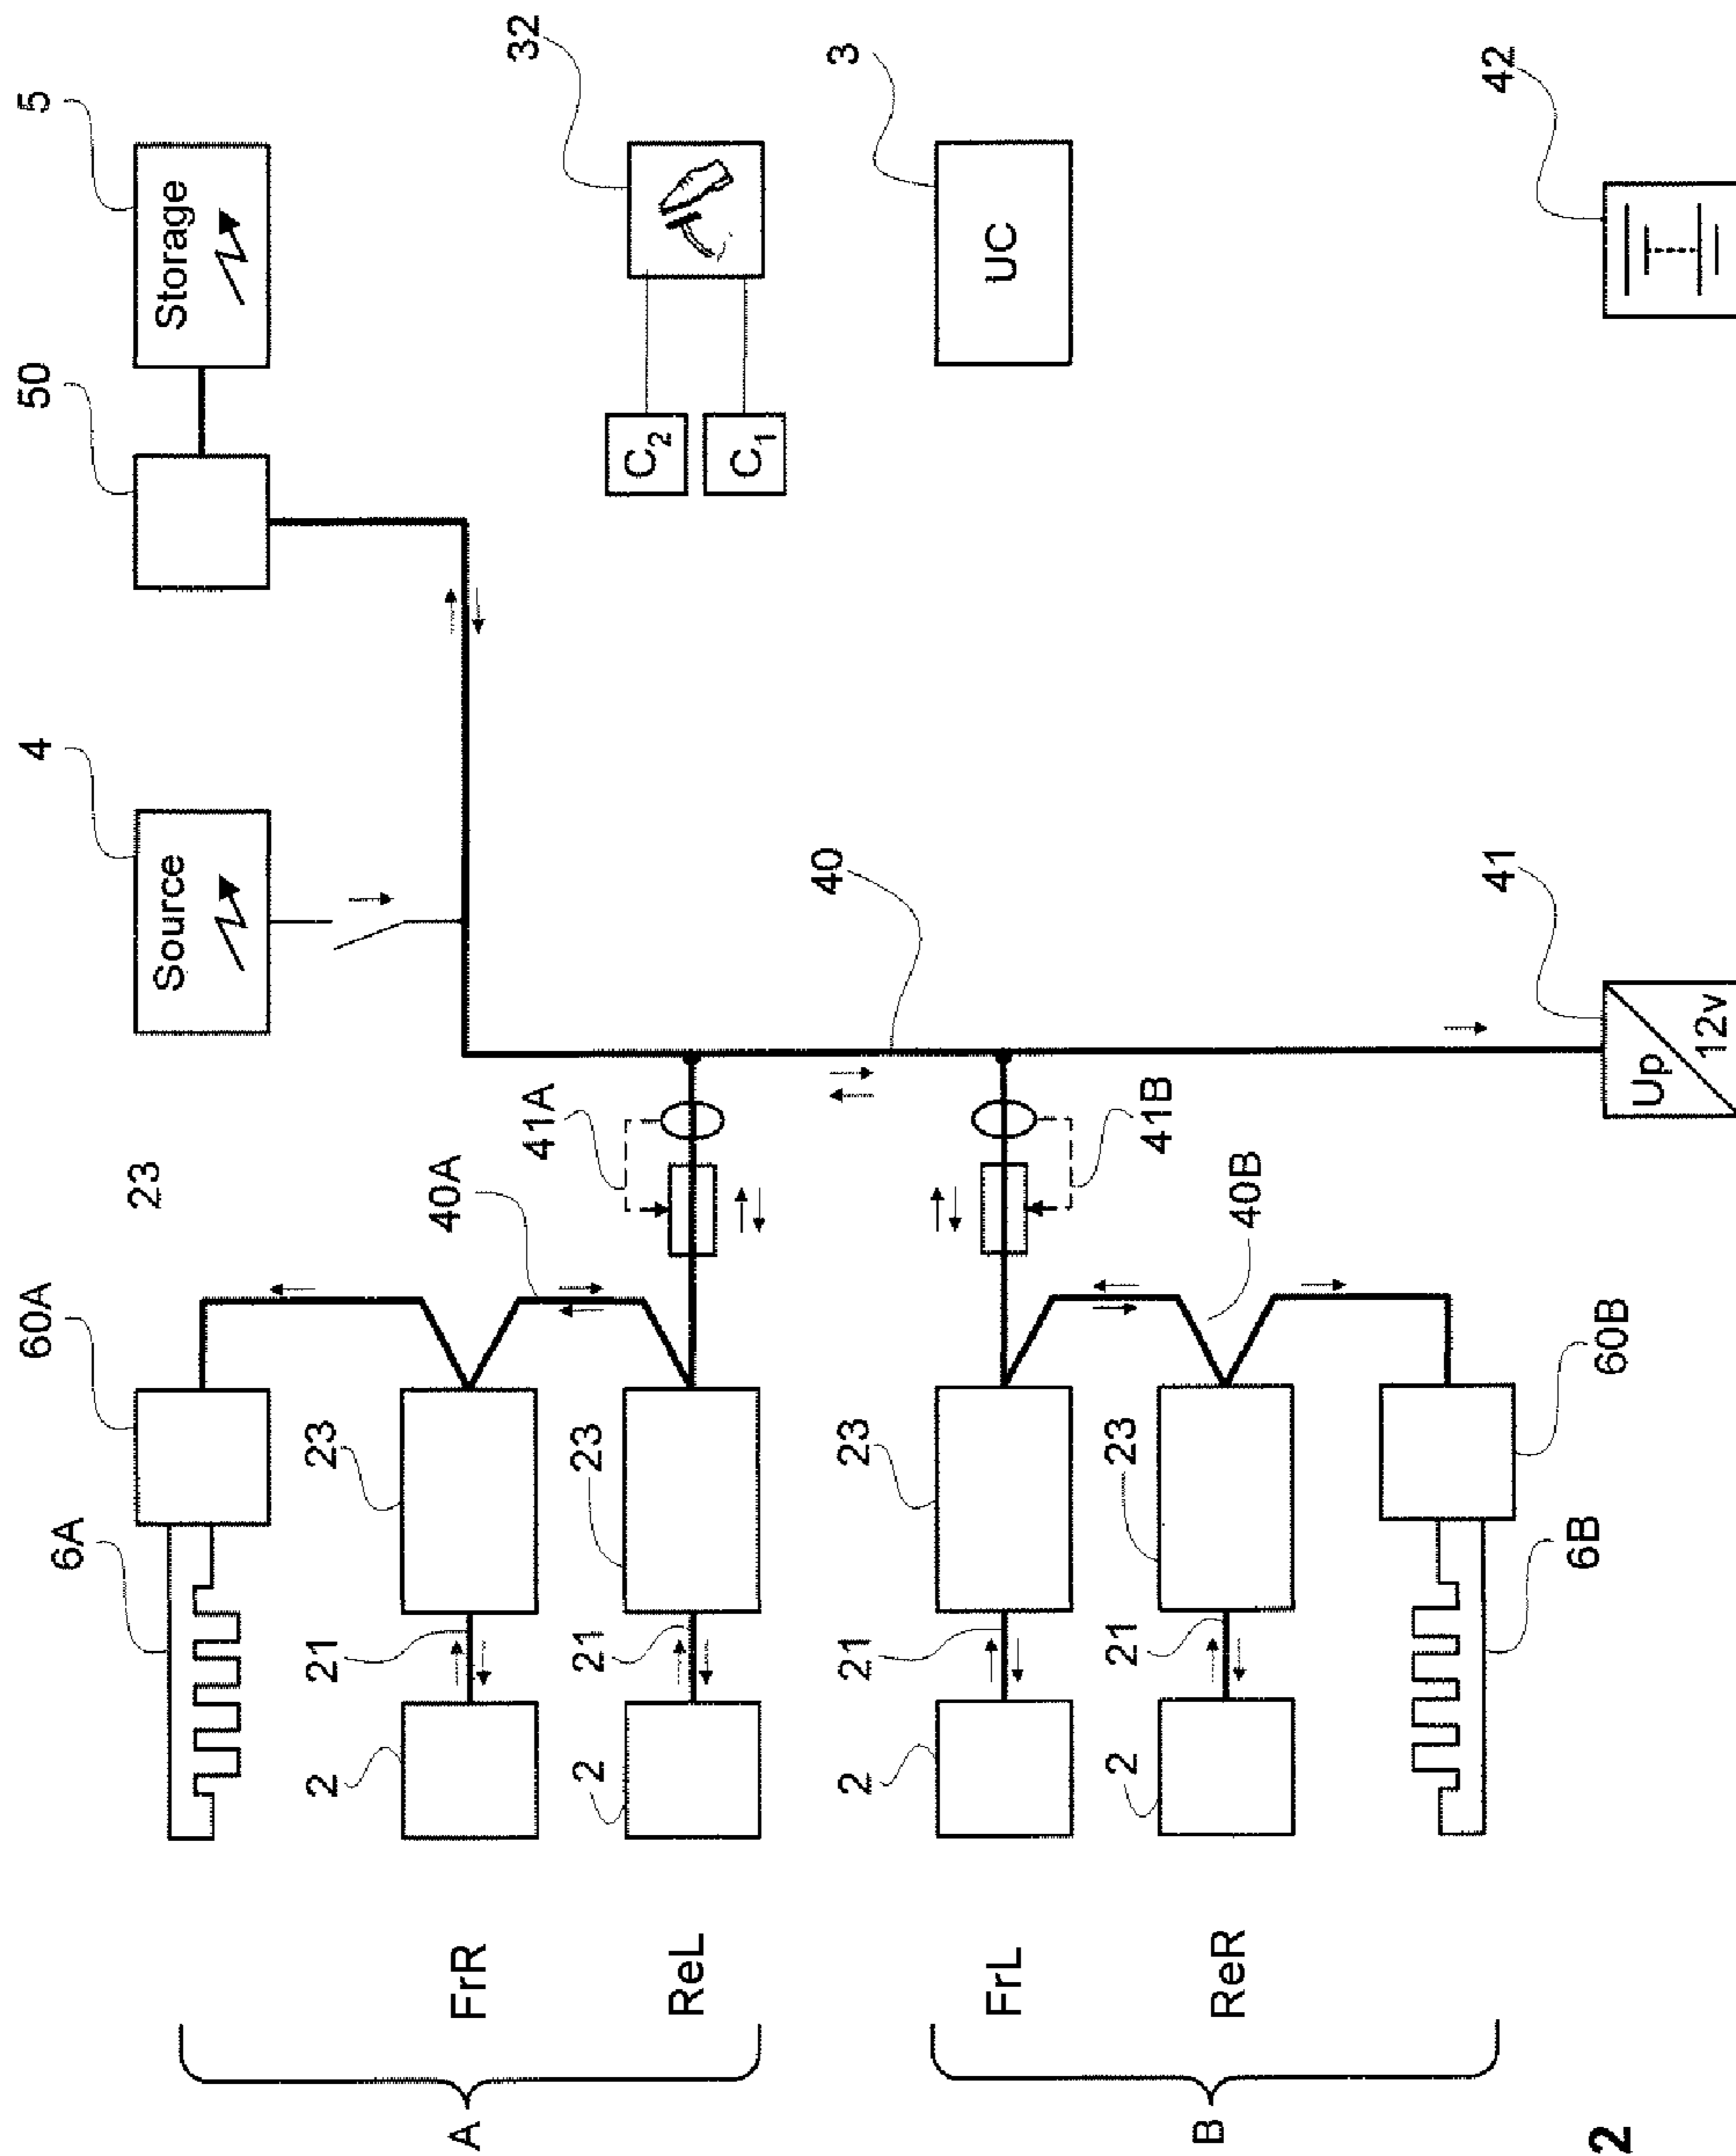 6A 60A 4 50 5
23
Source Storage
2 21 23
A FrR 40A
41A 32
2 21 23
C2
ReL
C1
2 21 23 40 3
FrL UC
2 21 23 41B
B ReR 40B
41 42
6B 60B
2
Up
12v